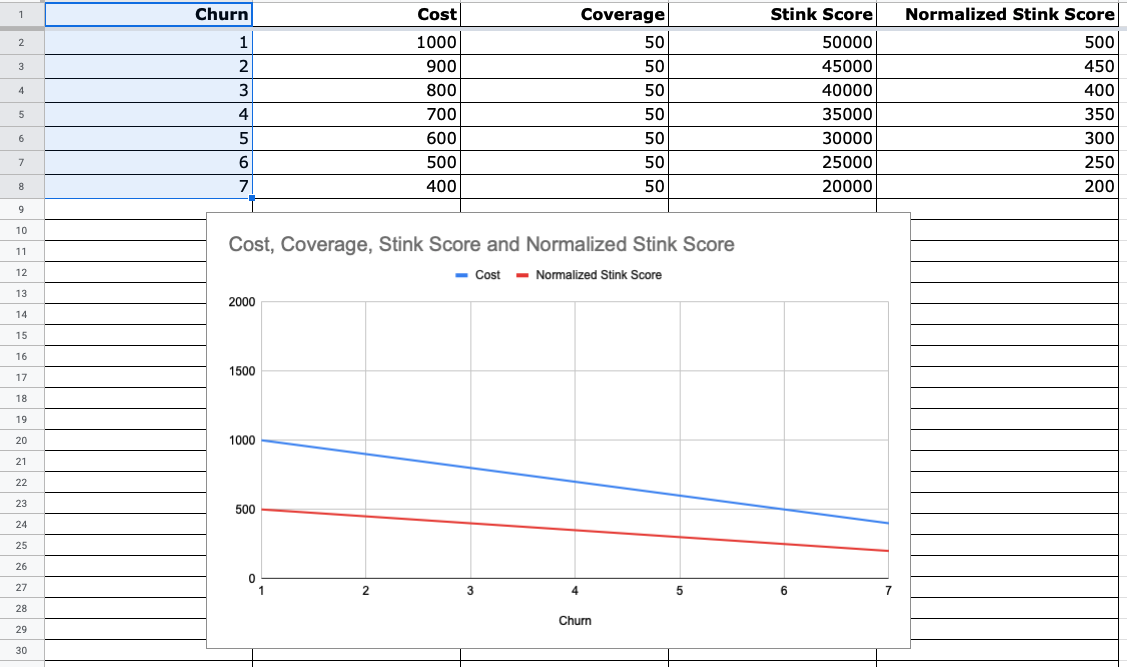 1 Churn Cost Coverage Stink Score Normalized Stink Score
2 1 1000 50 50000 500
3 2 900 50 45000 450
4 3 800 50 40000 400
5 4 700 50 35000 350
6 5 600 50 30000 300
7 6 500 50 25000 250
8 7 400 50 20000 200
9
10
11
12
13
14
15
16
17
18
19
20
21
22
23
24
25
26
27
28
29
30
Cost, Coverage, Stink Score and Normalized Stink Score
Cost Normalized Stink Score
2000
1500
1000
500
0
1 2 3 4 5 6 7
Churn